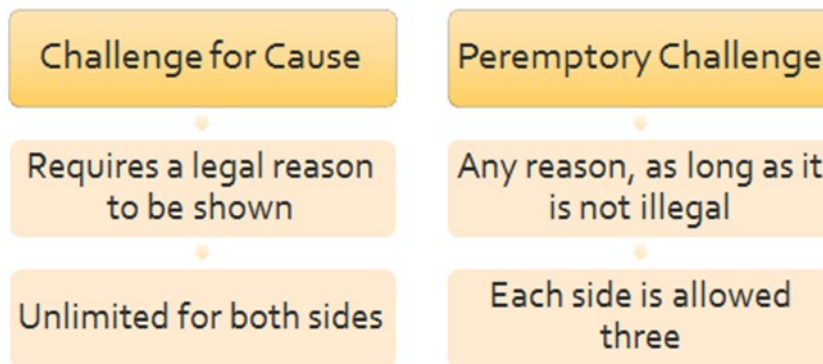 Challenge for Cause
Requires a legal reason
to be shown
Unlimited for both sides
Peremptory Challenge
Any reason, as long as it
is not illegal
Each side is allowed
three